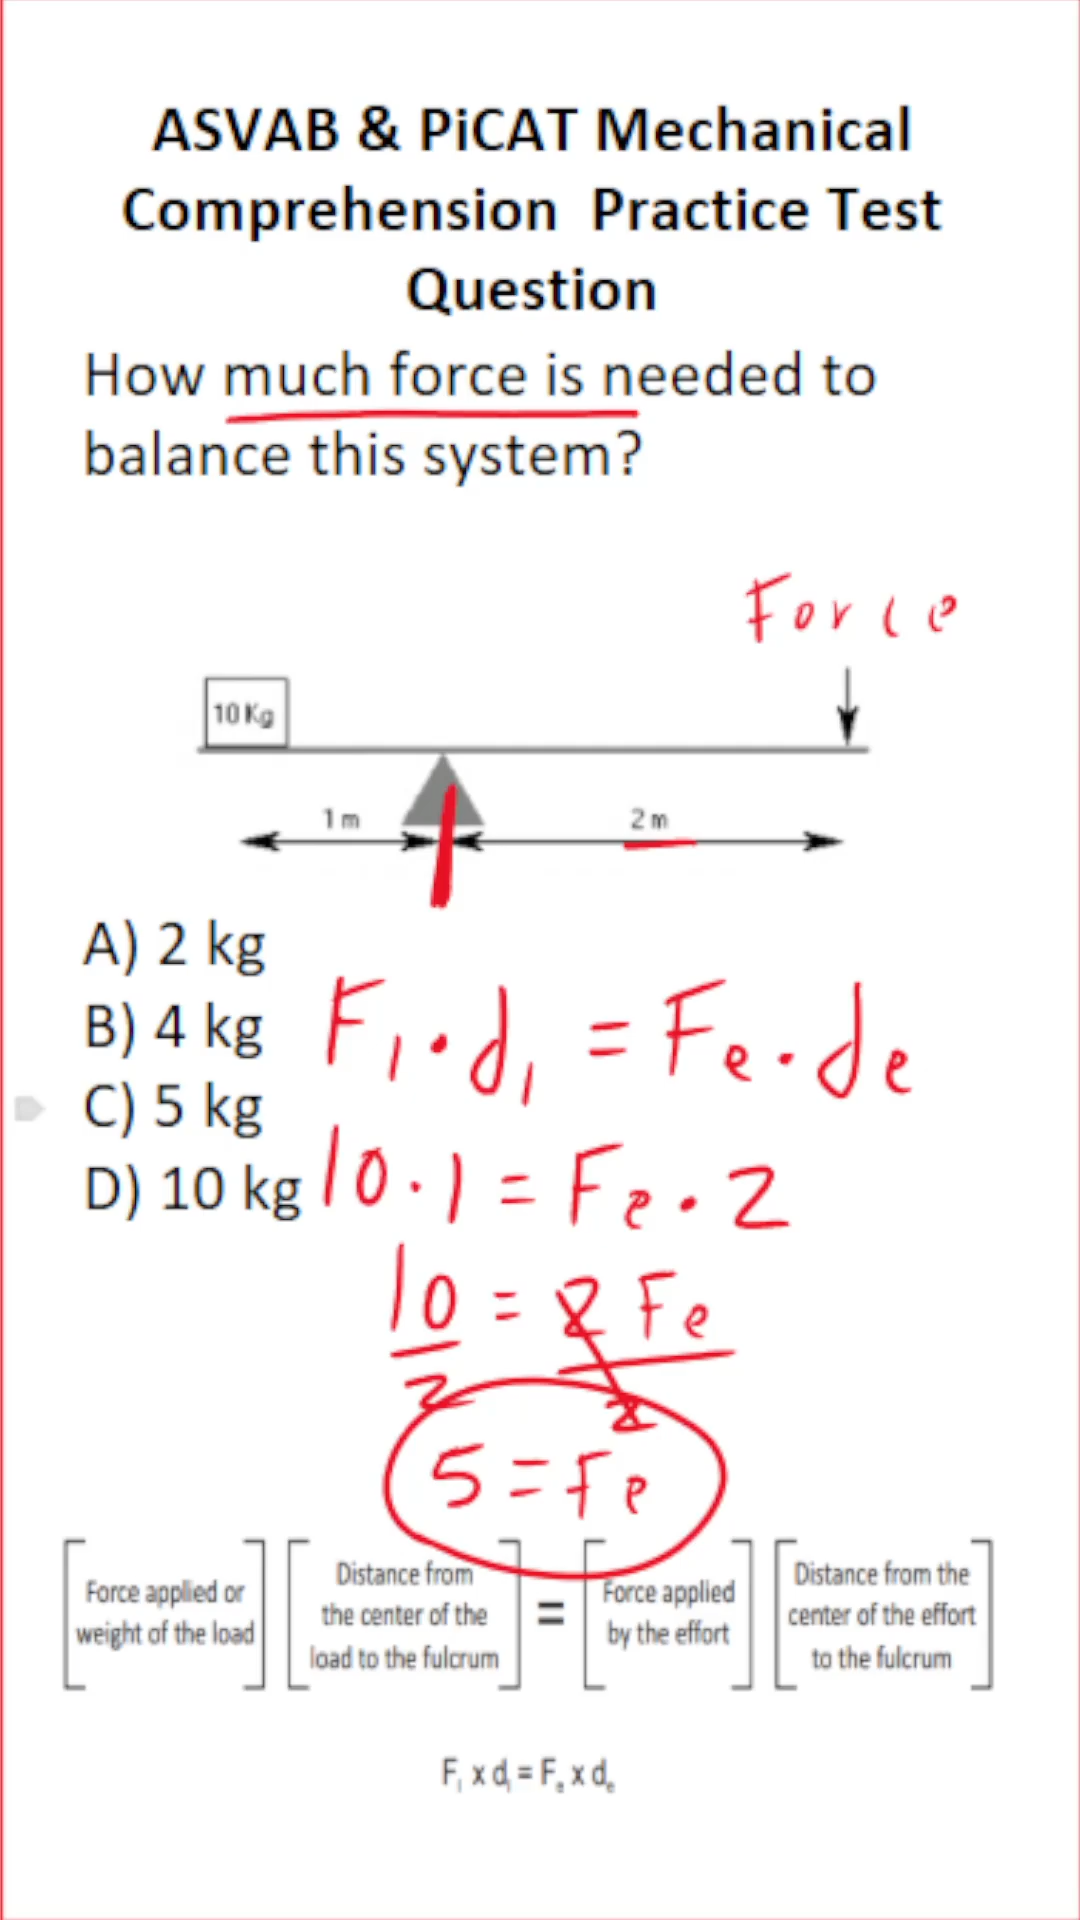 ASVAB & PiCAT Mechanical
Comprehension Practice Test
Question
How much force is needed to
balance this system?
Force
10 Kg
1 m
2 m
A) 2 kg
B) 4 kg
C) 5 kg
D) 10 kg
F₁ · d₁ = Fe · de
10 · 1 = Fe · 2
10 = 2 Fe
2 2
5 = Fe
Force applied or
weight of the load
Distance from
the center of the
load to the fulcrum
=
Force applied
by the effort
Distance from the
center of the effort
to the fulcrum
Fₗ x dₗ = Fₑ x dₑ